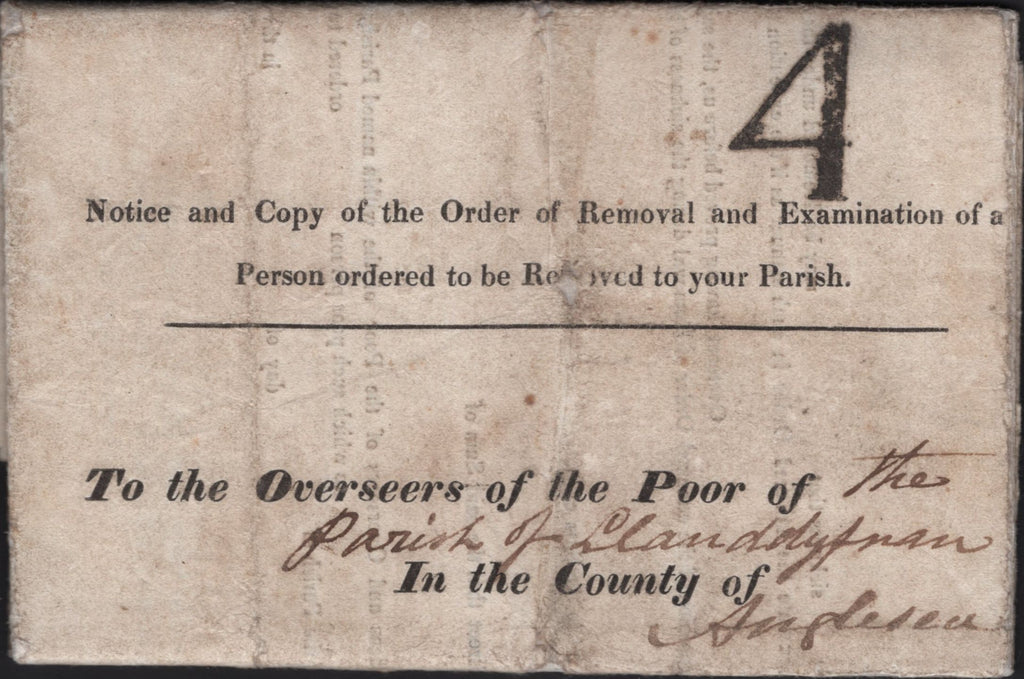 4
Notice and Copy of the Order of Removal and Examination of a
Person ordered to be Removed to your Parish.
To the Overseers of the Poor of the
Parish of Llanddyfnan
In the County of
Anglesea